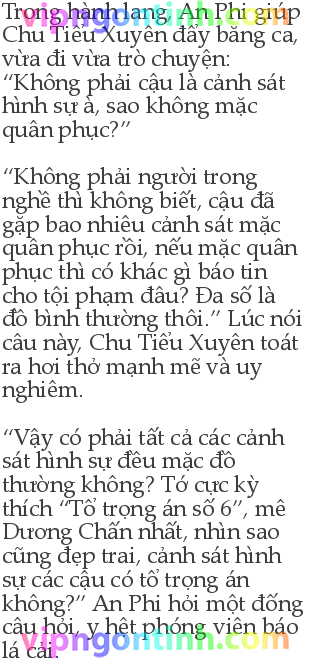 Trong hành lang, An Phi giúp
Chu Tiểu Xuyên đẩy băng ca,
vừa đi vừa trò chuyện:
“Không phải cậu là cảnh sát
hình sự à, sao không mặc
quân phục?”
“Không phải người trong
nghề thì không biết, cậu đã
gặp bao nhiêu cảnh sát mặc
quân phục rồi, nếu mặc quân
phục thì có khác gì báo tin
cho tội phạm đâu? Đa số là
đồ bình thường thôi.” Lúc nói
câu này, Chu Tiểu Xuyên toát
ra hơi thở mạnh mẽ và uy
nghiêm.
“Vậy có phải tất cả các cảnh
sát hình sự đều mặc đồ
thường không? Tớ cực kỳ
thích “Tổ trọng án số 6”, mê
Dương Chấn nhất, nhìn sao
cũng đẹp trai, cảnh sát hình
sự các cậu có tổ trọng án
không?” An Phi hỏi một đống
câu hỏi, y hệt phóng viên báo
lá cải.
vipngontinh.com
vipngontinh.com